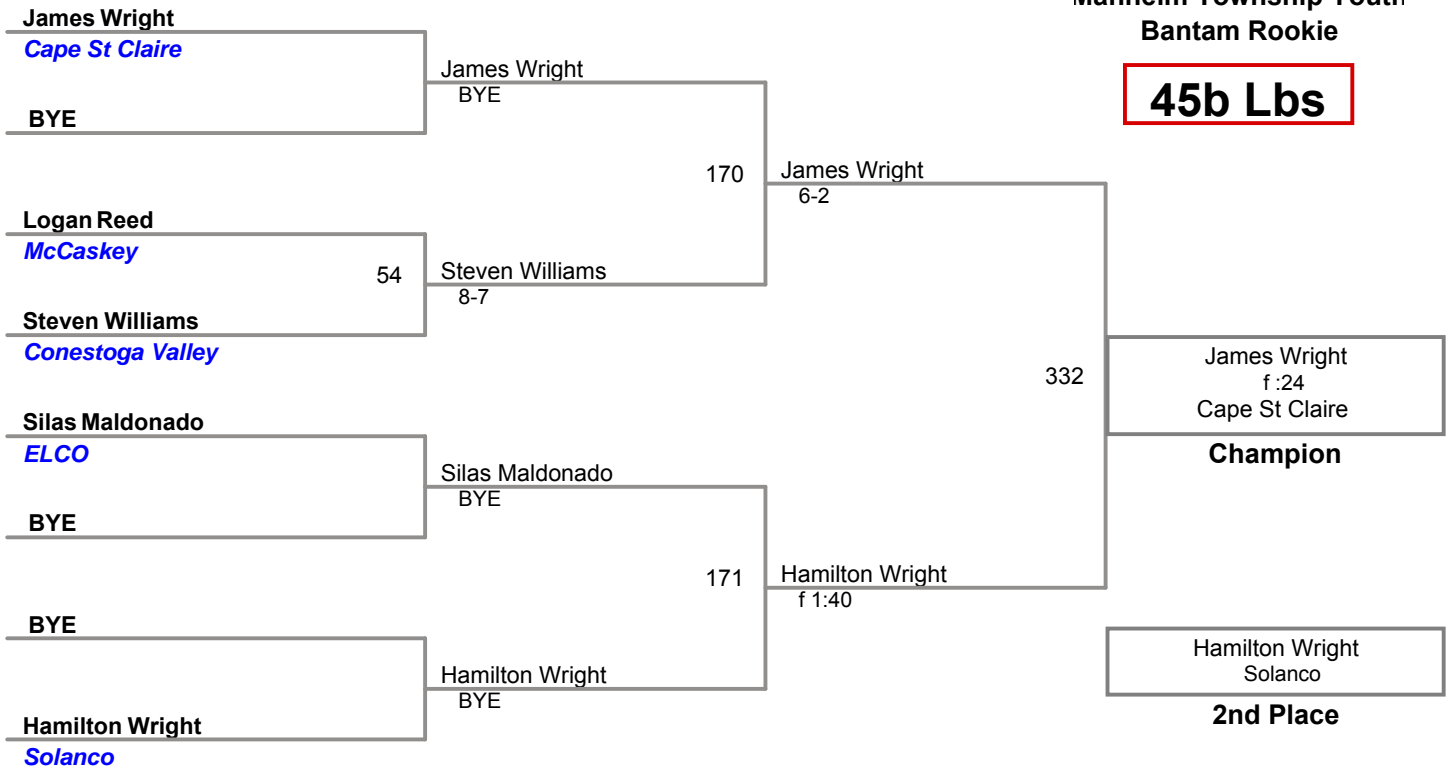 Manheim Township Youth
Bantam Rookie
45b Lbs
James Wright
Cape St Claire
BYE
James Wright
BYE
Logan Reed
McCaskey
54
Steven Williams
Conestoga Valley
Steven Williams
8-7
170
James Wright
6-2
Silas Maldonado
ELCO
BYE
Silas Maldonado
BYE
BYE
Hamilton Wright
Solanco
Hamilton Wright
BYE
171
Hamilton Wright
f 1:40
332
James Wright
f :24
Cape St Claire
Champion
Hamilton Wright
Solanco
2nd Place